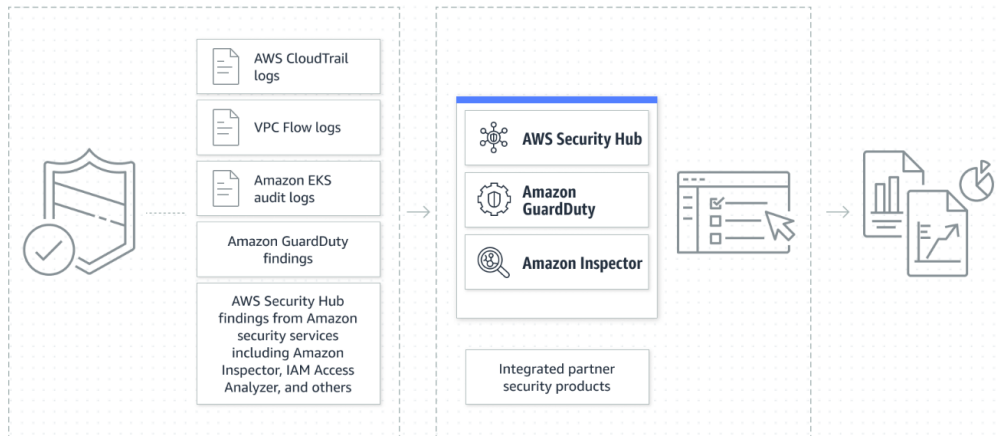 AWS CloudTrail
logs
VPC Flow logs
Amazon EKS
audit logs
Amazon GuardDuty
findings
AWS Security Hub
findings from Amazon
security services
including Amazon
Inspector, IAM Access
Analyzer, and others
AWS Security Hub
Amazon
GuardDuty
Amazon Inspector
Integrated partner
security products